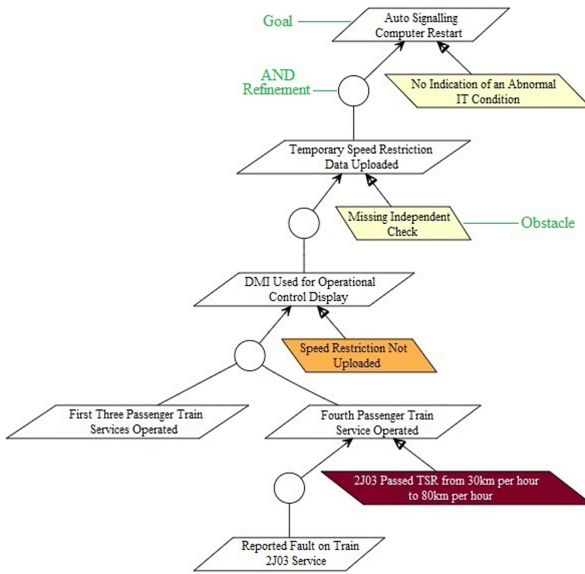 Goal
Auto Signalling
Computer Restart
AND
Refinement
No Indication of an Abnormal
IT Condition
Temporary Speed Restriction
Data Uploaded
Missing Independent
Check
Obstacle
DMI Used for Operational
Control Display
Speed Restriction Not
Uploaded
First Three Passenger Train
Services Operated
Fourth Passenger Train
Service Operated
2J03 Passed TSR from 30km per hour
to 80km per hour
Reported Fault on Train
2J03 Service